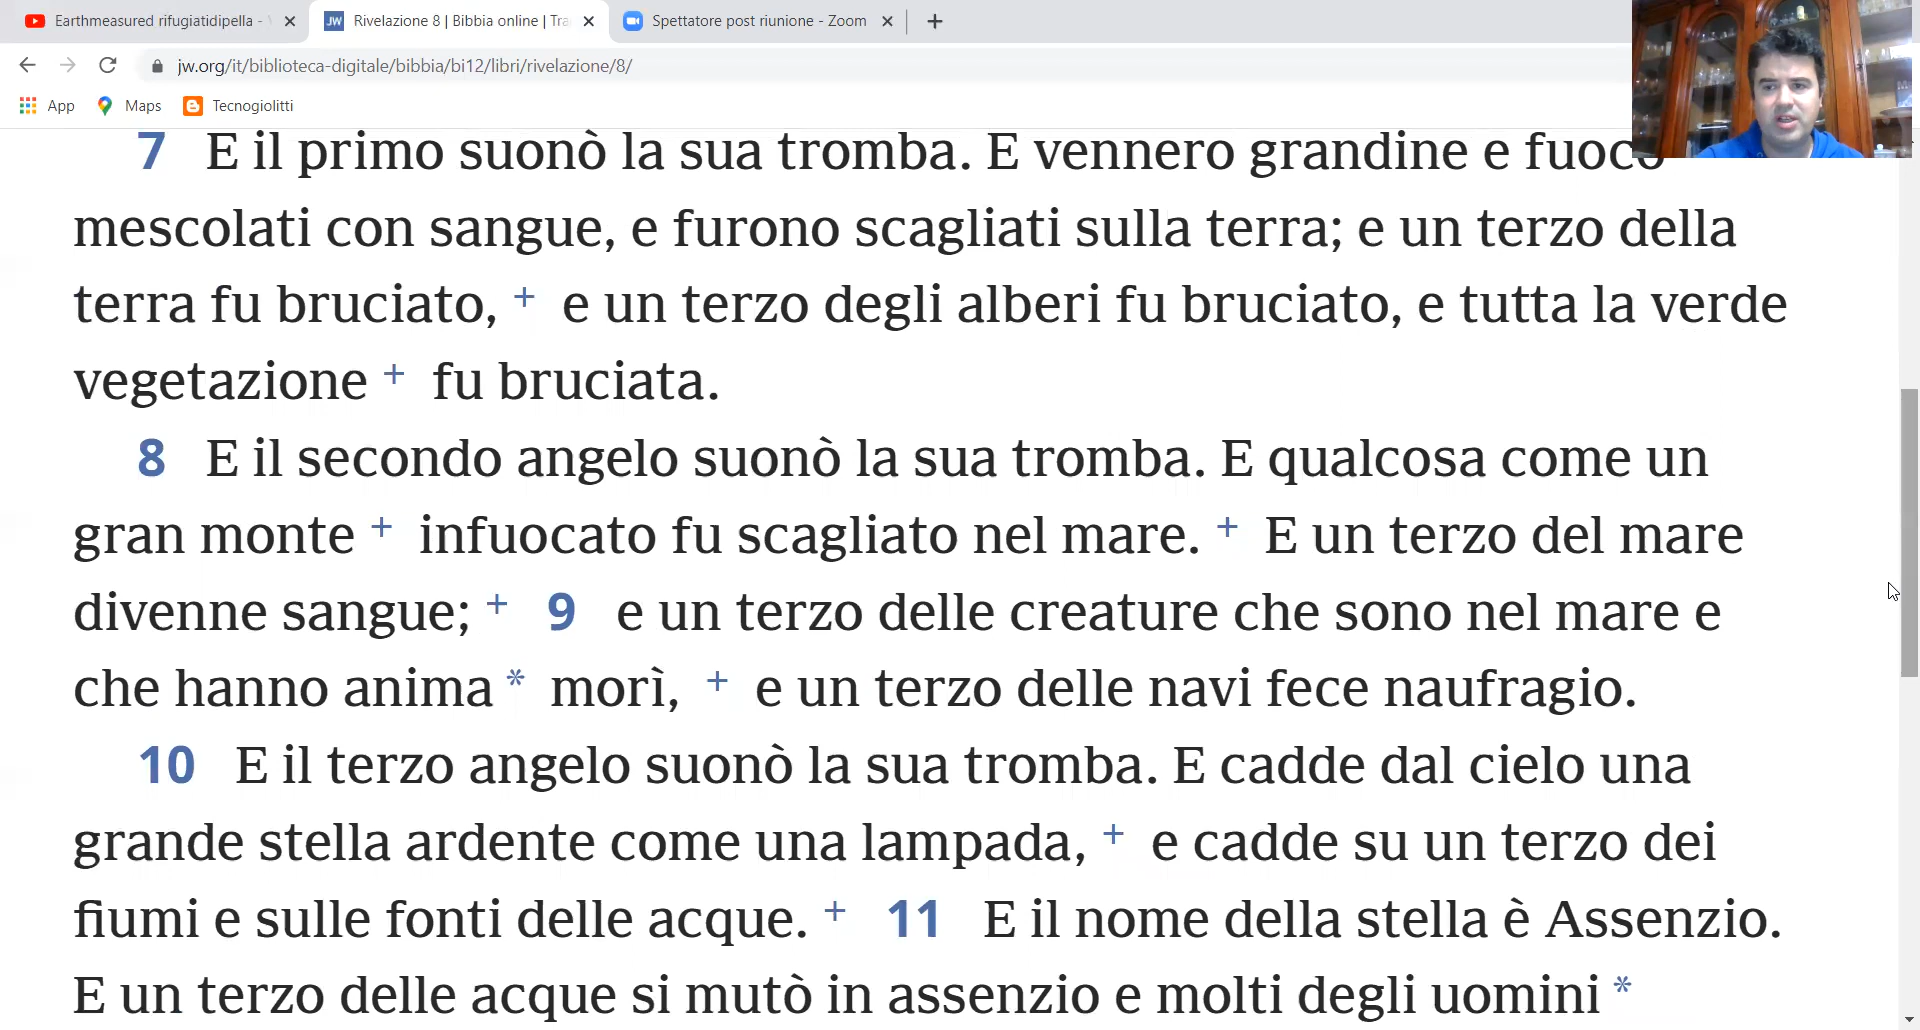 Earthmeasured rifugiatidipella -
Rivelazione 8 | Bibbia online | Tra
Spettatore post riunione - Zoom
jw.org/it/biblioteca-digitale/bibbia/bi12/libri/rivelazione/8/
App Maps Tecnogiolitti
7 E il primo suonò la sua tromba. E vennero grandine e fuoco
mescolati con sangue, e furono scagliati sulla terra; e un terzo della
terra fu bruciato, + e un terzo degli alberi fu bruciato, e tutta la verde
vegetazione + fu bruciata.
8 E il secondo angelo suonò la sua tromba. E qualcosa come un
gran monte + infuocato fu scagliato nel mare. + E un terzo del mare
divenne sangue; + 9 e un terzo delle creature che sono nel mare e
che hanno anima * morì, + e un terzo delle navi fece naufragio.
10 E il terzo angelo suonò la sua tromba. E cadde dal cielo una
grande stella ardente come una lampada, + e cadde su un terzo dei
fiumi e sulle fonti delle acque. + 11 E il nome della stella è Assenzio.
E un terzo delle acque si mutò in assenzio e molti degli uomini *